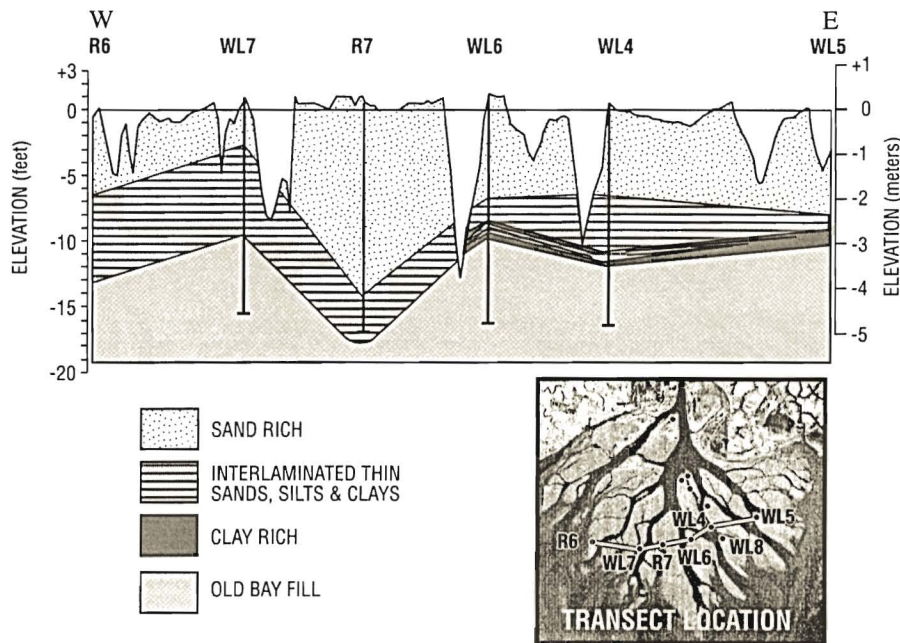 W E
R6 WL7 R7 WL6 WL4 WL5
+3
0
-5
-10
-15
-20
ELEVATION (feet)
+1
0
-1
-2
-3
-4
-5
ELEVATION (meters)
SAND RICH
INTERLAMINATED THIN
SANDS, SILTS & CLAYS
CLAY RICH
OLD BAY FILL
WL4
WL5
R6
WL7
R7
WL6
WL8
TRANSECT LOCATION